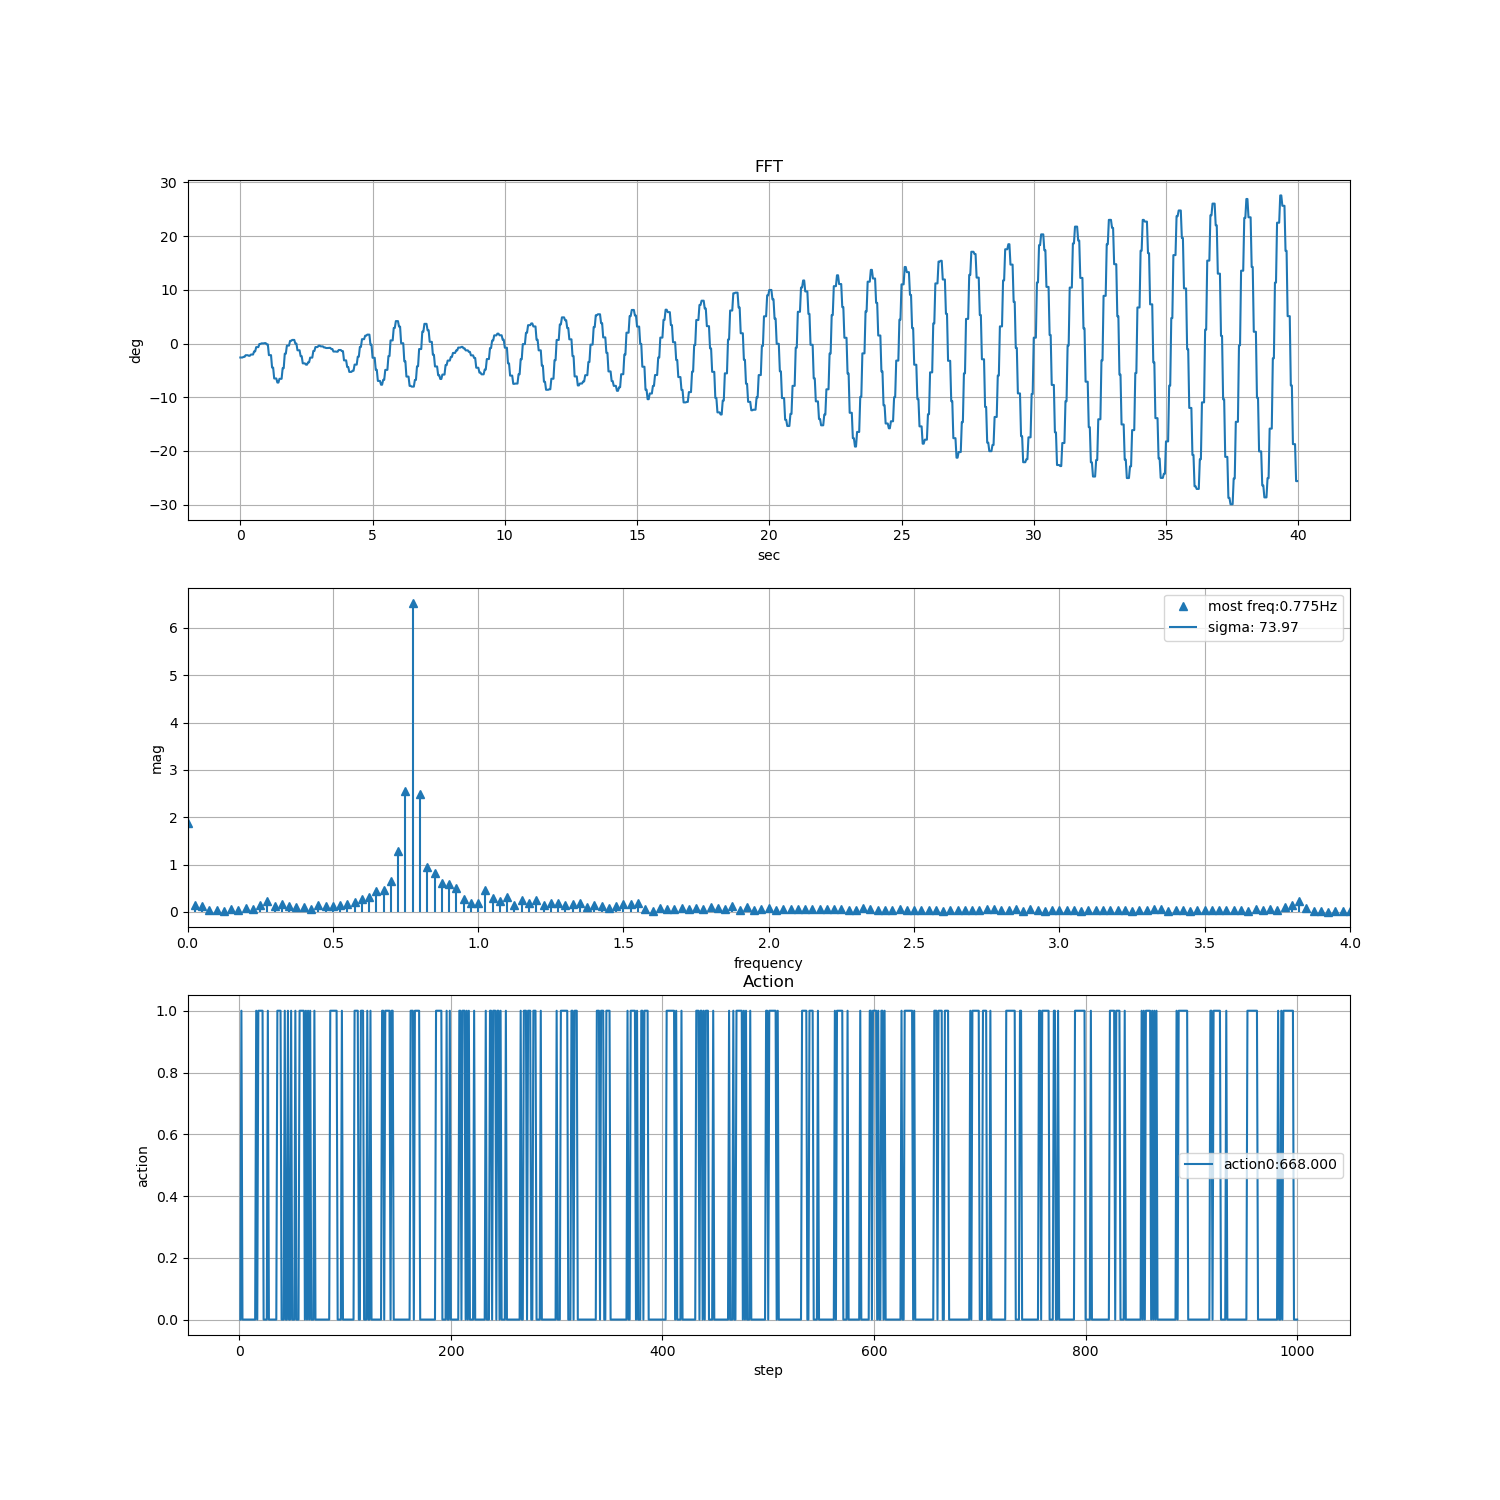 FFT
30
20
10
0
−10
−20
−30
deg
0 5 10 15 20 25 30 35 40
sec
most freq:0.775Hz
sigma: 73.97
6
5
4
3
2
1
0
mag
0.0 0.5 1.0 1.5 2.0 2.5 3.0 3.5 4.0
frequency
Action
1.0
0.8
0.6
0.4
0.2
0.0
action
action0:668.000
0 200 400 600 800 1000
step